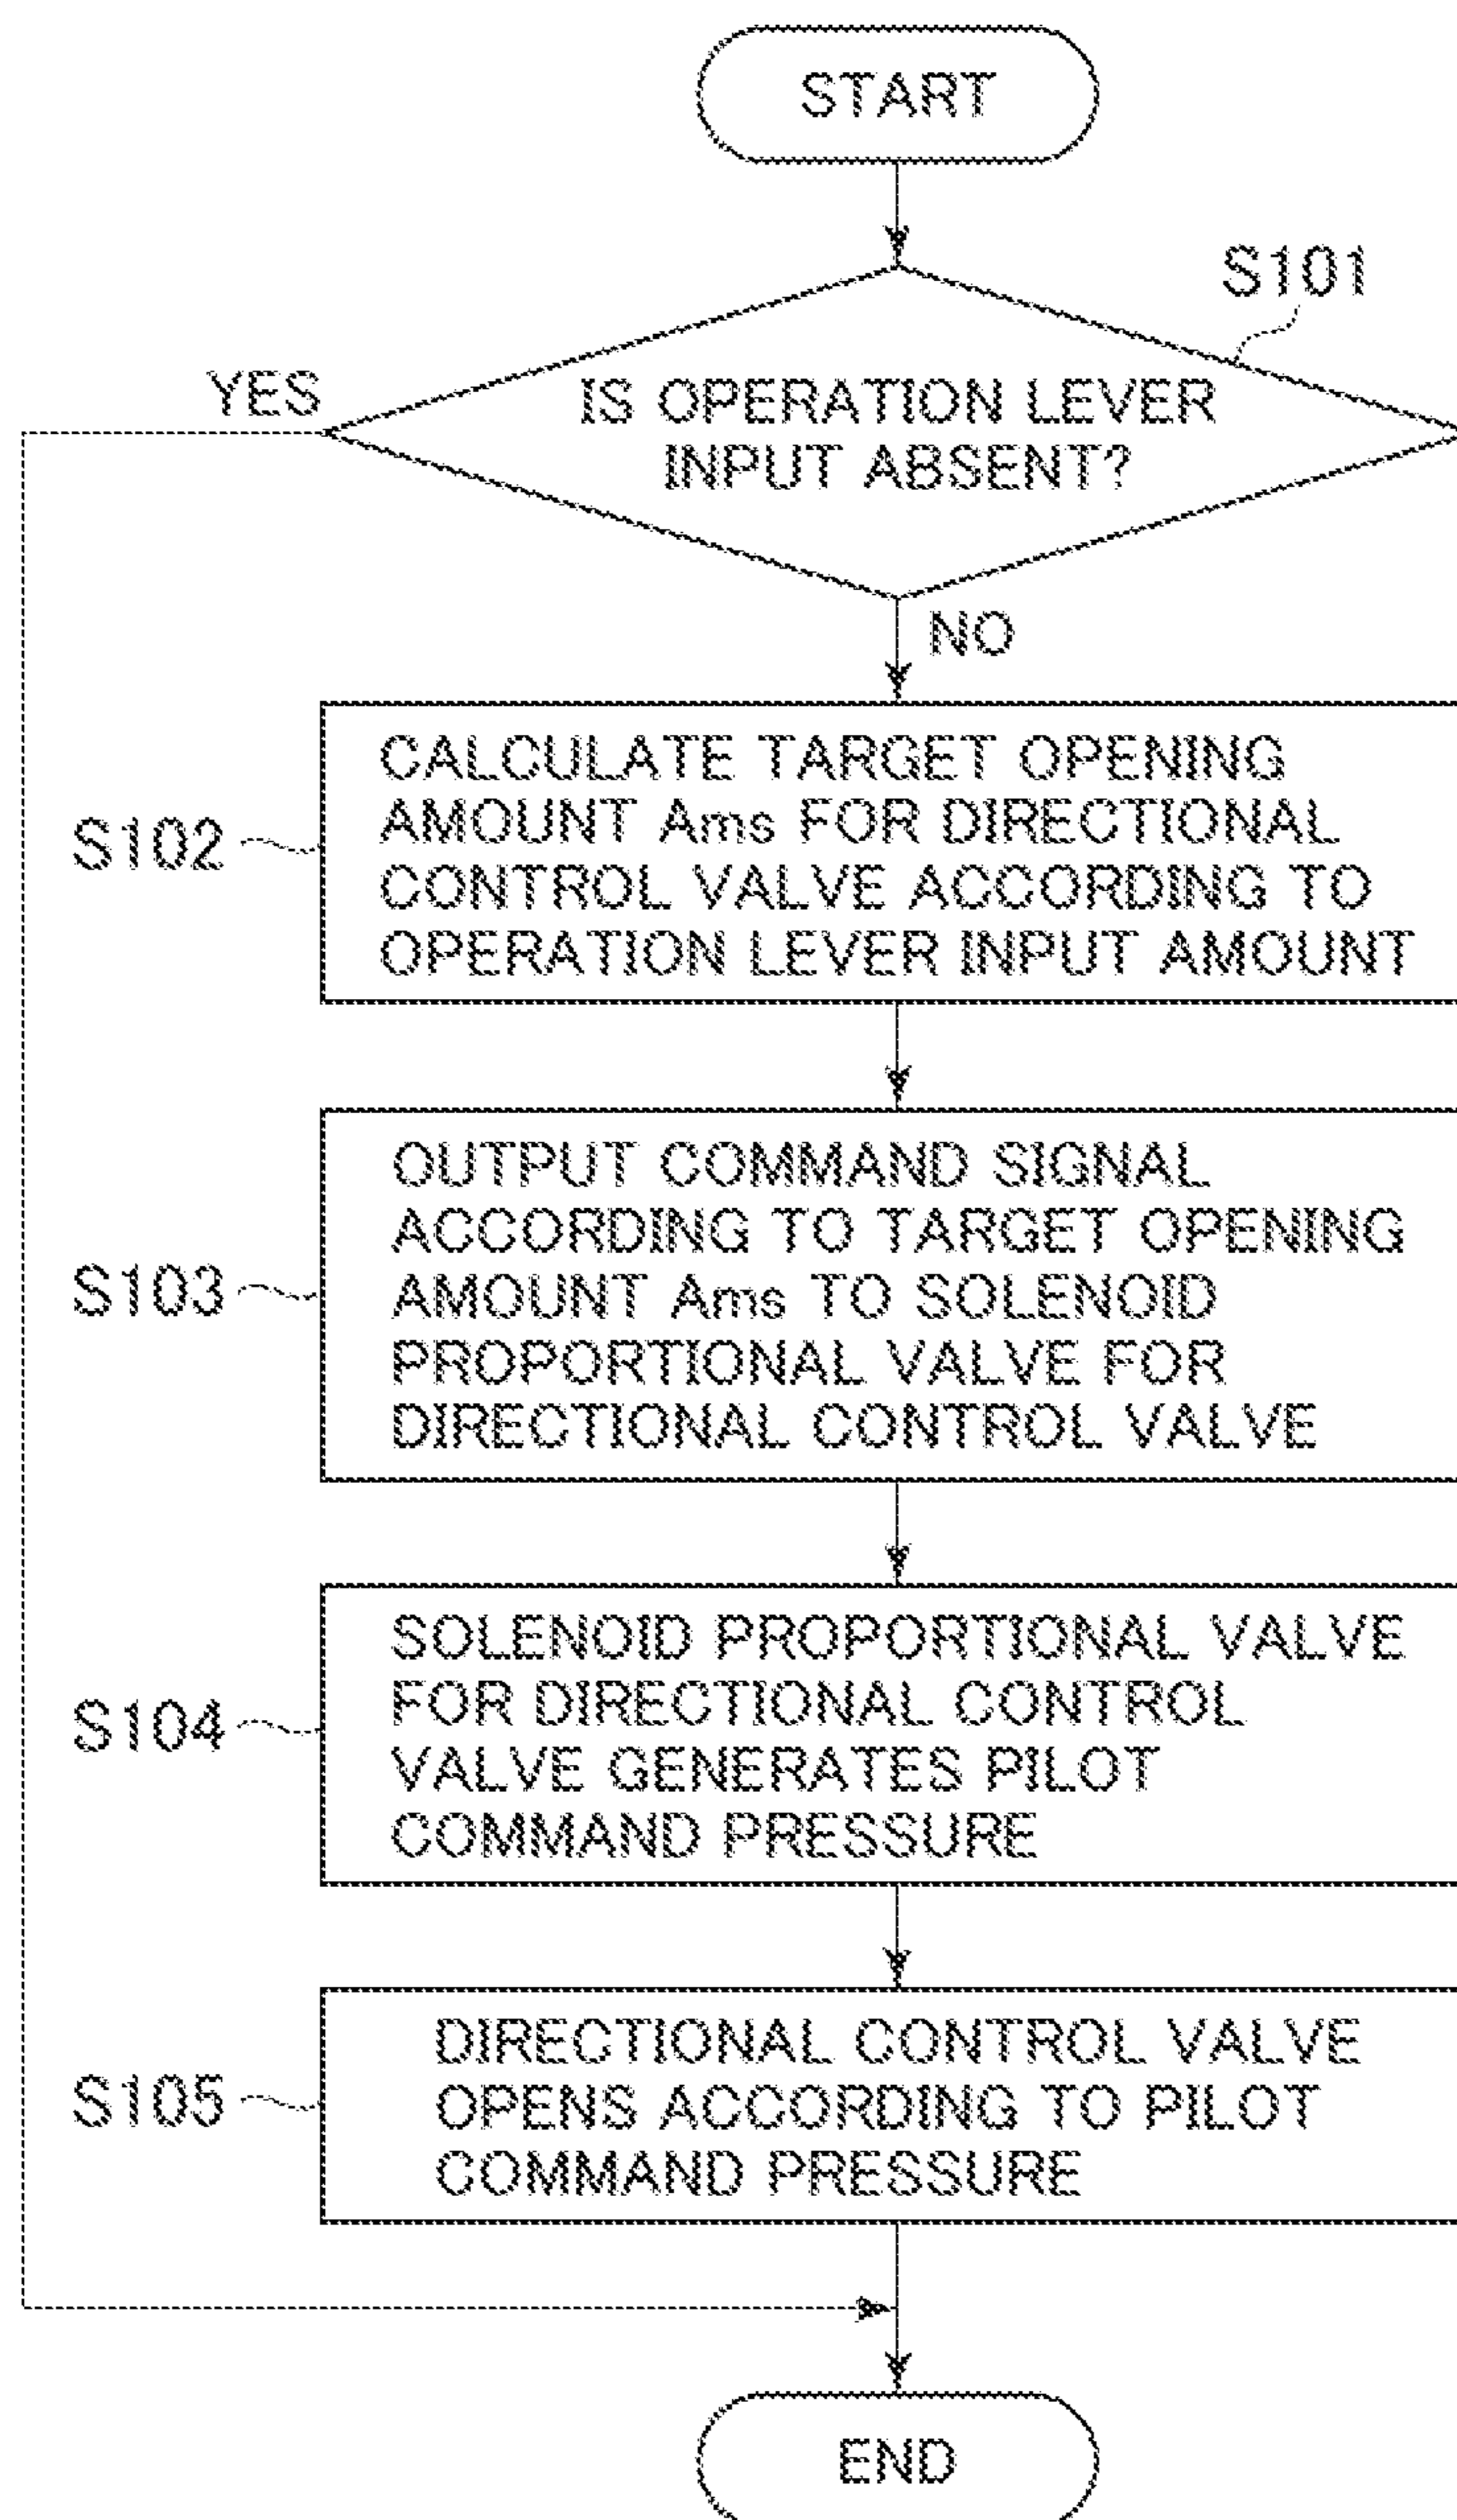 START
S101
YES
IS OPERATION LEVER
INPUT ABSENT?
NO
S102
CALCULATE TARGET OPENING
AMOUNT Ams FOR DIRECTIONAL
CONTROL VALVE ACCORDING TO
OPERATION LEVER INPUT AMOUNT
S103
OUTPUT COMMAND SIGNAL
ACCORDING TO TARGET OPENING
AMOUNT Ams TO SOLENOID
PROPORTIONAL VALVE FOR
DIRECTIONAL CONTROL VALVE
S104
SOLENOID PROPORTIONAL VALVE
FOR DIRECTIONAL CONTROL
VALVE GENERATES PILOT
COMMAND PRESSURE
S105
DIRECTIONAL CONTROL VALVE
OPENS ACCORDING TO PILOT
COMMAND PRESSURE
END